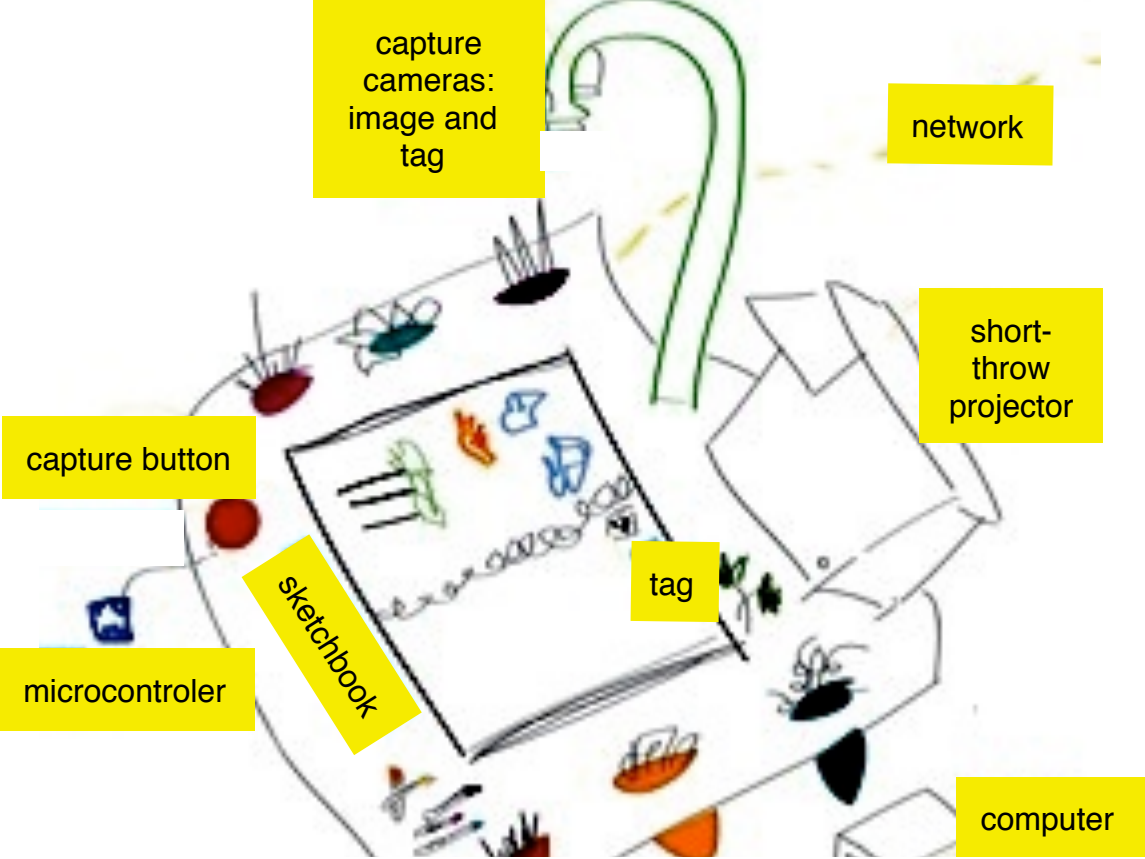 capture
cameras:
image and
tag
network
short-
throw
projector
capture button
sketchbook
tag
microcontroler
computer